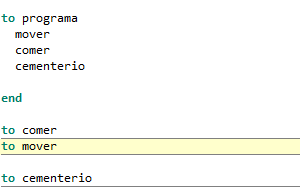 to programa
mover
comer
cementerio
end
to comer
to mover
to cementerio